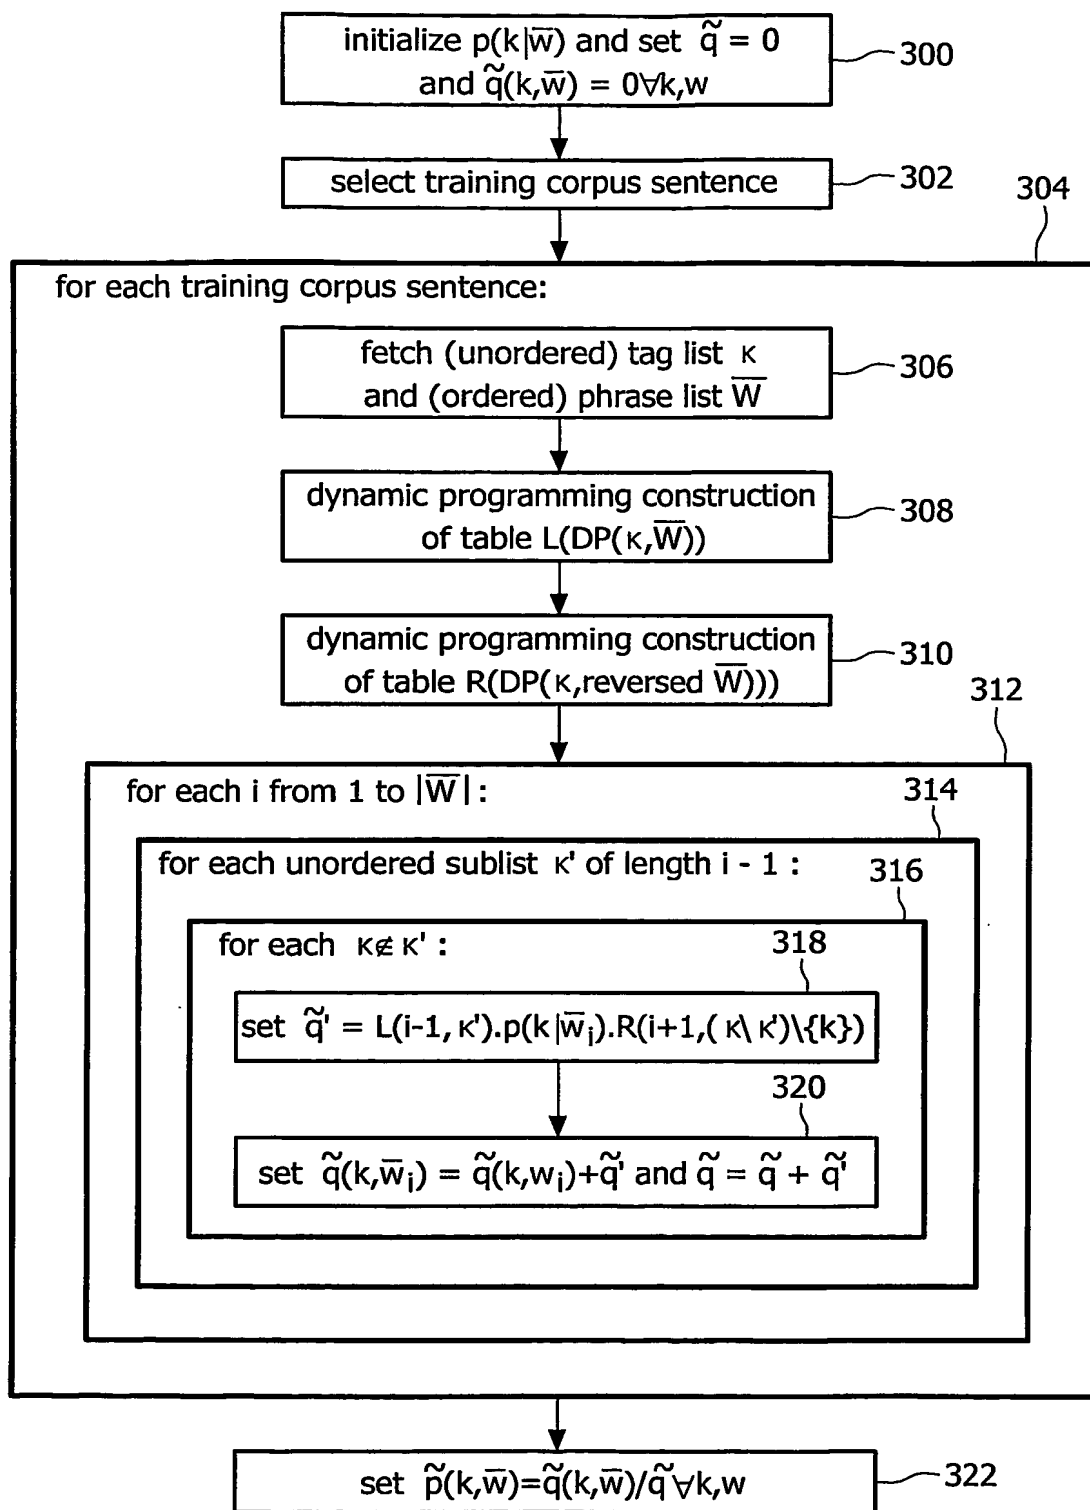 initialize p(k|w̅) and set q̃ = 0
and q̃(k,w̅) = 0∀k,w
300
select training corpus sentence
302
304
for each training corpus sentence:
fetch (unordered) tag list κ
and (ordered) phrase list W̅
306
dynamic programming construction
of table L(DP(κ,W̅))
308
dynamic programming construction
of table R(DP(κ,reversed W̅)))
310
312
for each i from 1 to |W̅| :
314
for each unordered sublist κ' of length i - 1 :
316
for each κ∉κ' :
318
set q̃' = L(i-1, κ').p(k|w̅i).R(i+1,( κ\ κ')\{k})
320
set q̃(k,w̅i) = q̃(k,wi)+q̃' and q̃ = q̃ + q̃'
set p̃(k,w̅)=q̃(k,w̅)/q̃ ∀k,w
322